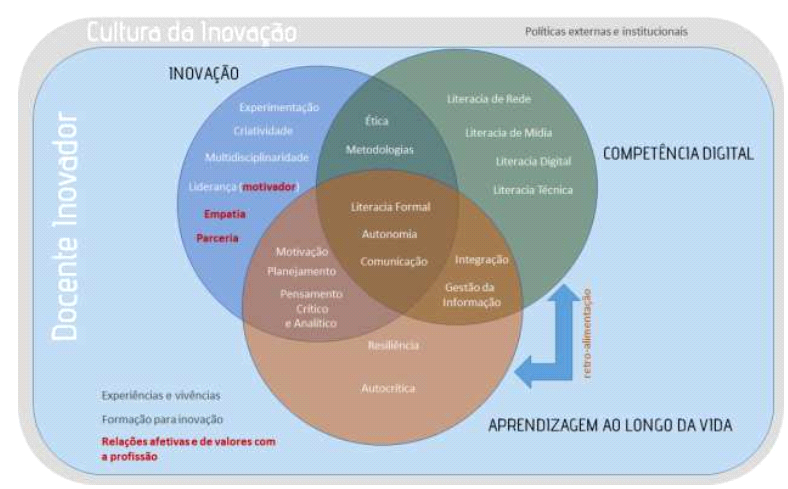 Cultura da Inovação
Políticas externas e institucionais
Docente Inovador
INOVAÇÃO
Experimentação
Criatividade
Multidisciplinaridade
Liderança (motivador)
Empatia
Parceria
Ética
Metodologias
Literacia de Rede
Literacia de Mídia
Literacia Digital
Literacia Técnica
COMPETÊNCIA DIGITAL
Literacia Formal
Autonomia
Comunicação
Motivação
Planejamento
Pensamento
Crítico
e Analítico
Integração
Gestão da
Informação
Resiliência
Autocrítica
retro-alimentação
APRENDIZAGEM AO LONGO DA VIDA
Experiências e vivências
Formação para inovação
Relações afetivas e de valores com
a profissão